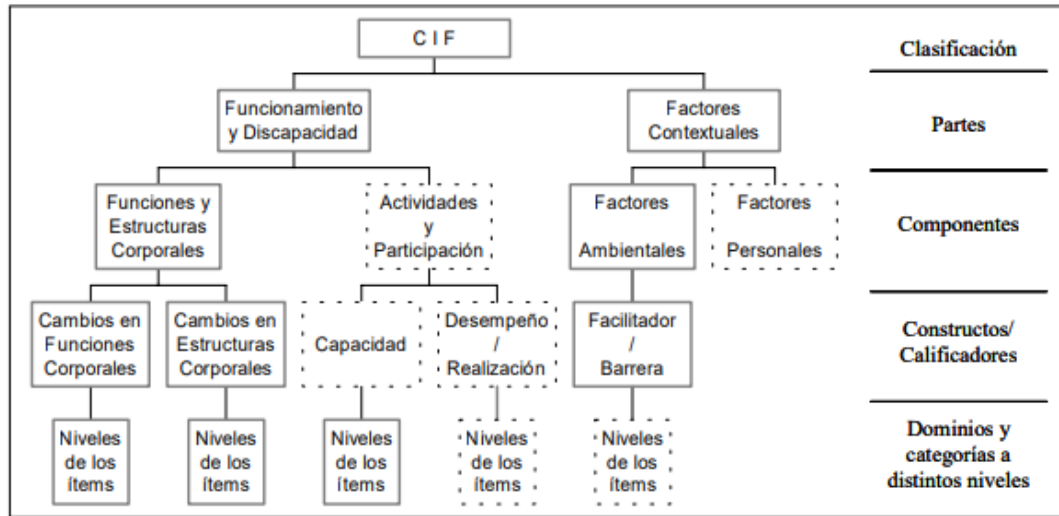 C I F
Clasificación
Funcionamiento
y Discapacidad
Factores
Contextuales
Partes
Funciones y
Estructuras
Corporales
Actividades
y
Participación
Factores
Ambientales
Factores
Personales
Componentes
Cambios en
Funciones
Corporales
Cambios en
Estructuras
Corporales
Capacidad
Desempeño
/
Realización
Facilitador
/
Barrera
Constructos/
Calificadores
Niveles
de los
ítems
Niveles
de los
ítems
Niveles
de los
ítems
Niveles
de los
ítems
Niveles
de los
ítems
Dominios y
categorías a
distintos niveles